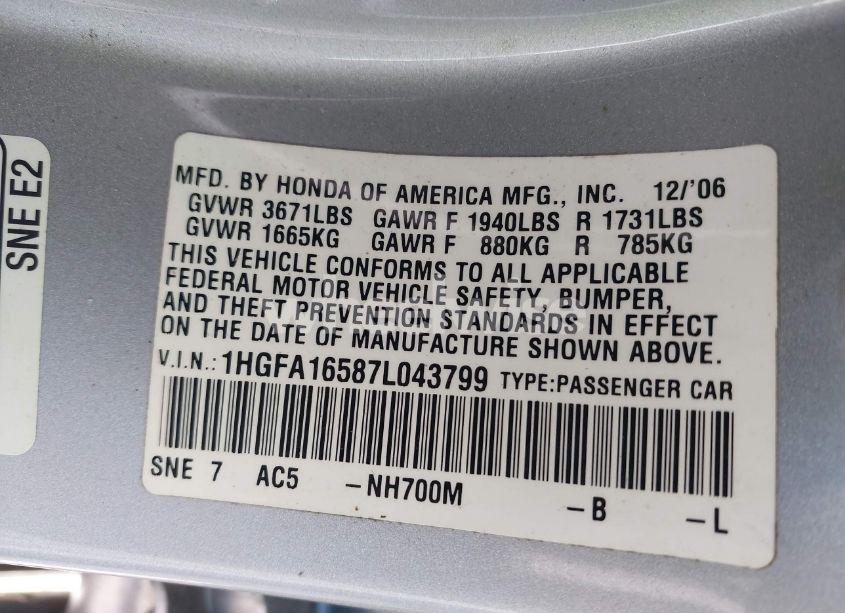 SNE E2
MFD. BY HONDA OF AMERICA MFG., INC. 12/'06
GVWR 3671LBS GAWR F 1940LBS R 1731LBS
GVWR 1665KG GAWR F 880KG R 785KG
THIS VEHICLE CONFORMS TO ALL APPLICABLE
FEDERAL MOTOR VEHICLE SAFETY, BUMPER,
AND THEFT PREVENTION STANDARDS IN EFFECT
ON THE DATE OF MANUFACTURE SHOWN ABOVE.
V.I.N.: 1HGFA16587L043799 TYPE:PASSENGER CAR
SNE 7 AC5 -NH700M -B -L